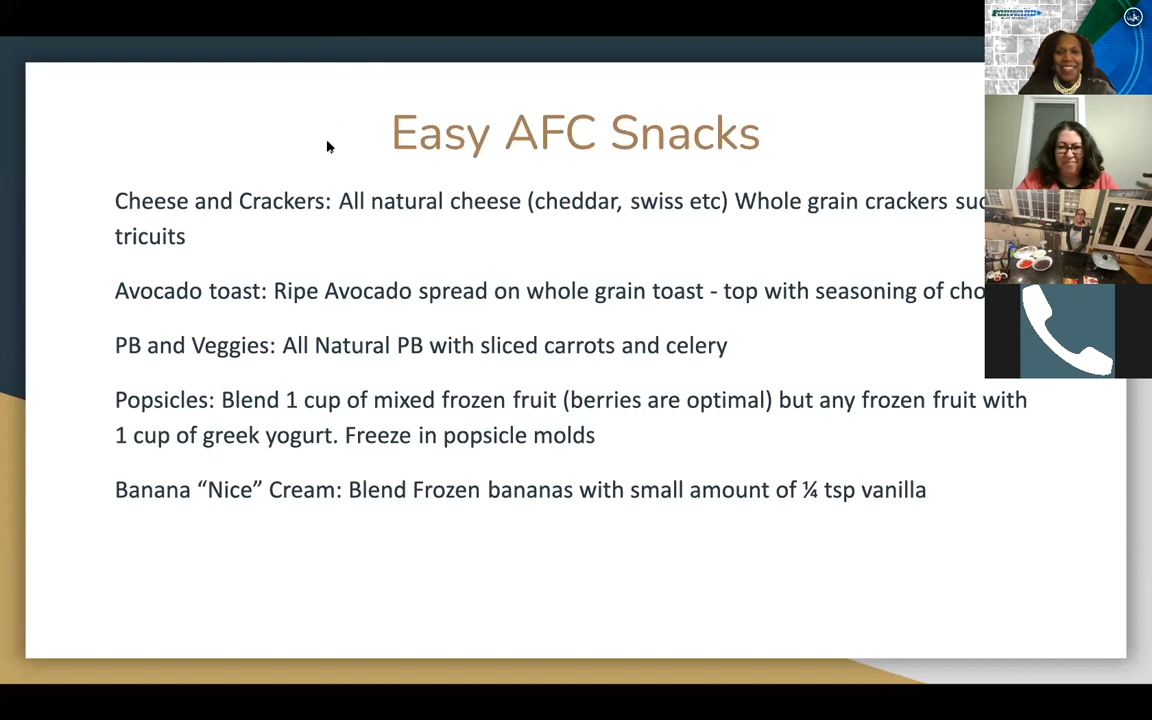 Easy AFC Snacks
Cheese and Crackers: All natural cheese (cheddar, swiss etc) Whole grain crackers
tricuits
Avocado toast: Ripe Avocado spread on whole grain toast - top with seasoning of
PB and Veggies: All Natural PB with sliced carrots and celery
Popsicles: Blend 1 cup of mixed frozen fruit (berries are optimal) but any frozen fruit with
1 cup of greek yogurt. Freeze in popsicle molds
Banana “Nice” Cream: Blend Frozen bananas with small amount of ¼ tsp vanilla